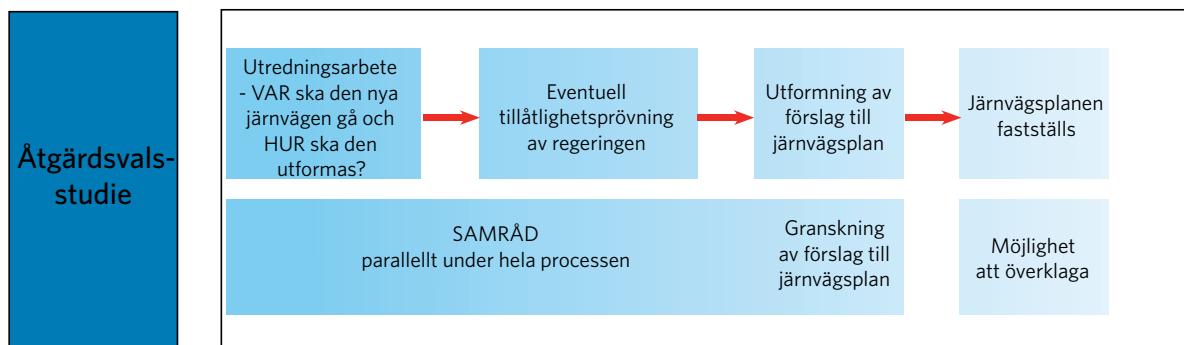 Åtgärdsvals-
studie
Utredningsarbete
- VAR ska den nya
järnvägen gå och
HUR ska den
utformas?
Eventuell
tillåtlighetsprövning
av regeringen
Utformning av
förslag till
järnvägsplan
Järnvägsplanen
fastställs
SAMRÅD
parallellt under hela processen
Granskning
av förslag till
järnvägsplan
Möjlighet
att överklaga